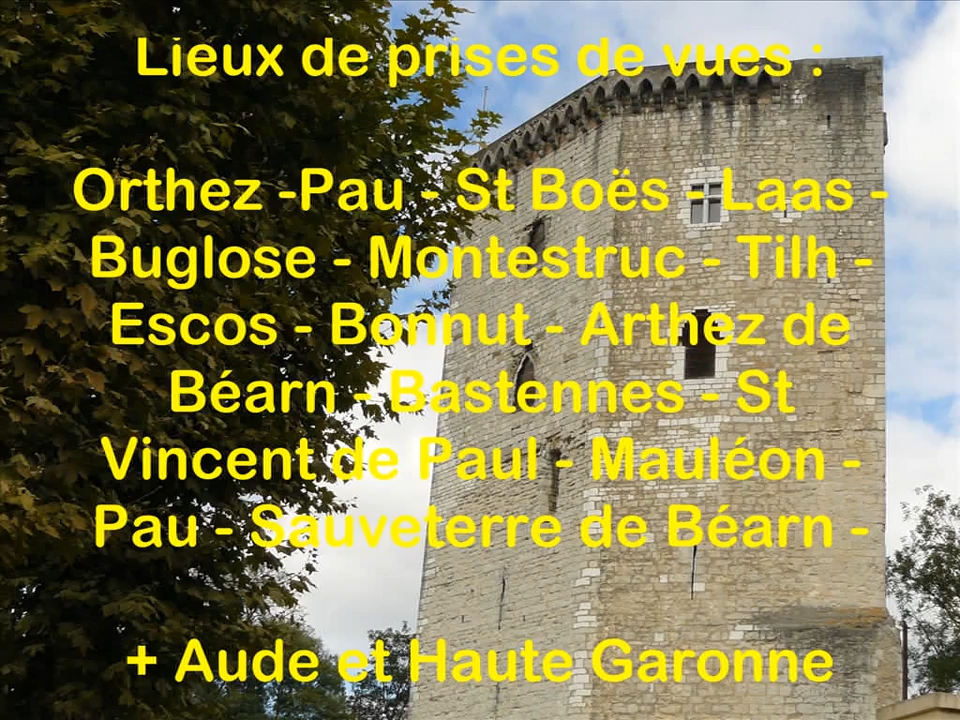 Lieux de prises de vues :
Orthez -Pau - St Boës - Laas -
Buglose - Montestruc - Tilh -
Escos - Bonnut - Arthez de
Béarn - Bastennes - St
Vincent de Paul - Mauléon -
Pau - Sauveterre de Béarn -
+ Aude et Haute Garonne